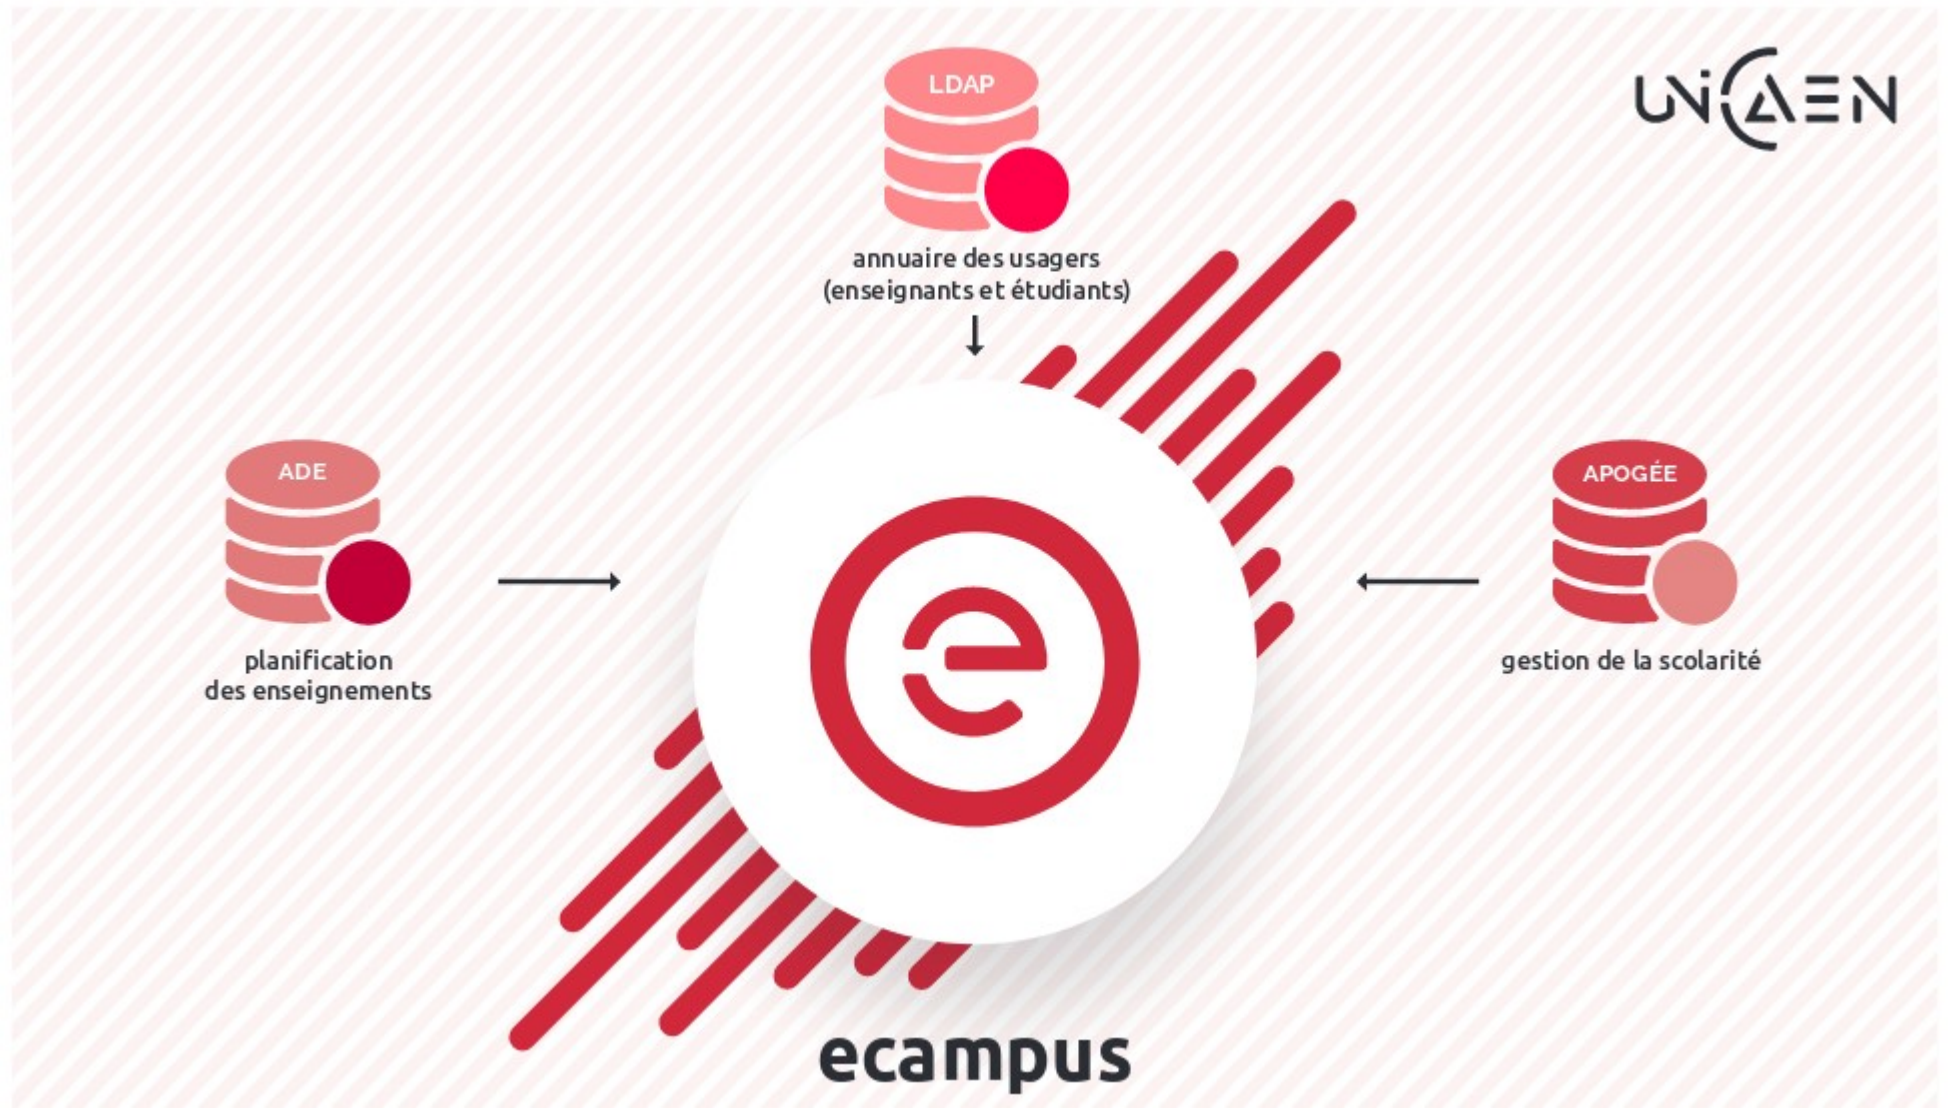 LDAP
UNICAEN
annuaire des usagers
(enseignants et étudiants)
ADE
APOGÉE
e
planification
des enseignements
gestion de la scolarité
ecampus